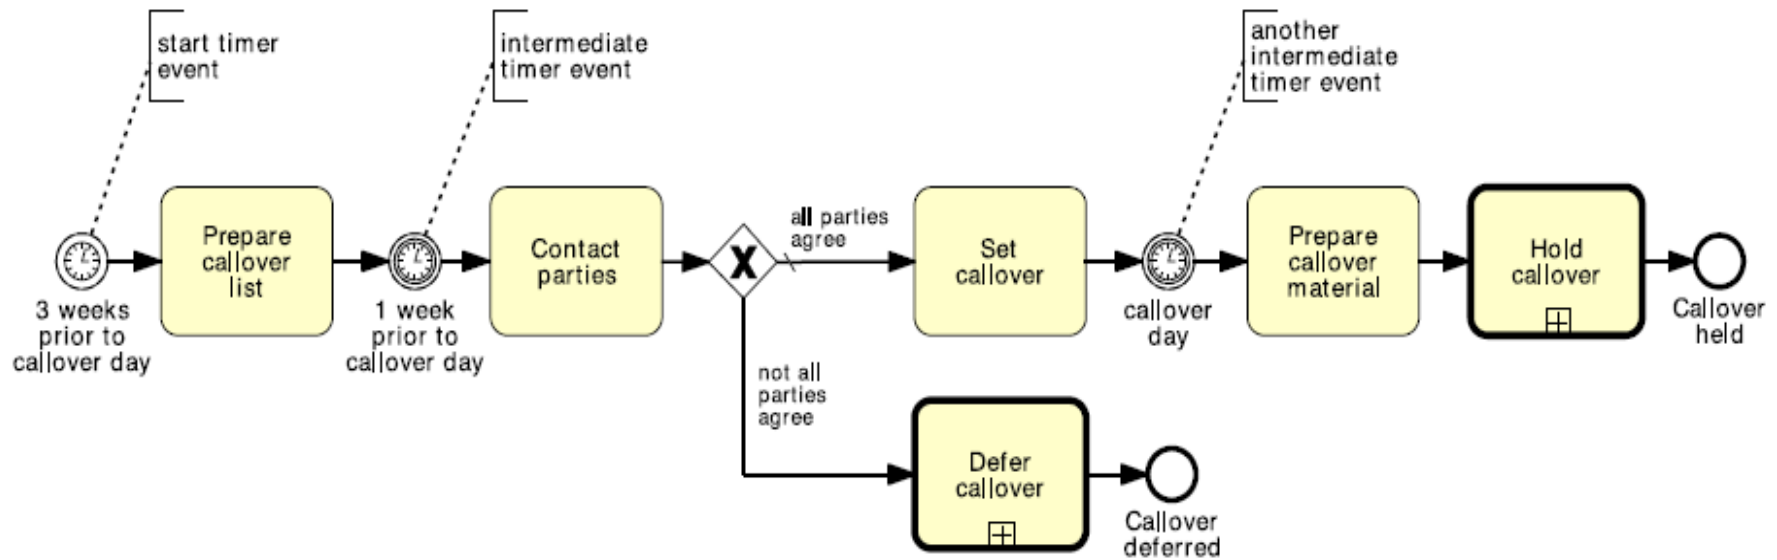 start timer
event
intermediate
timer event
another
intermediate
timer event
3 weeks
prior to
callover day
Prepare
callover
list
1 week
prior to
callover day
Contact
parties
X
all parties
agree
not all
parties
agree
Set
callover
callover
day
Prepare
callover
material
Hold
callover
Callover
held
Defer
callover
Callover
deferred